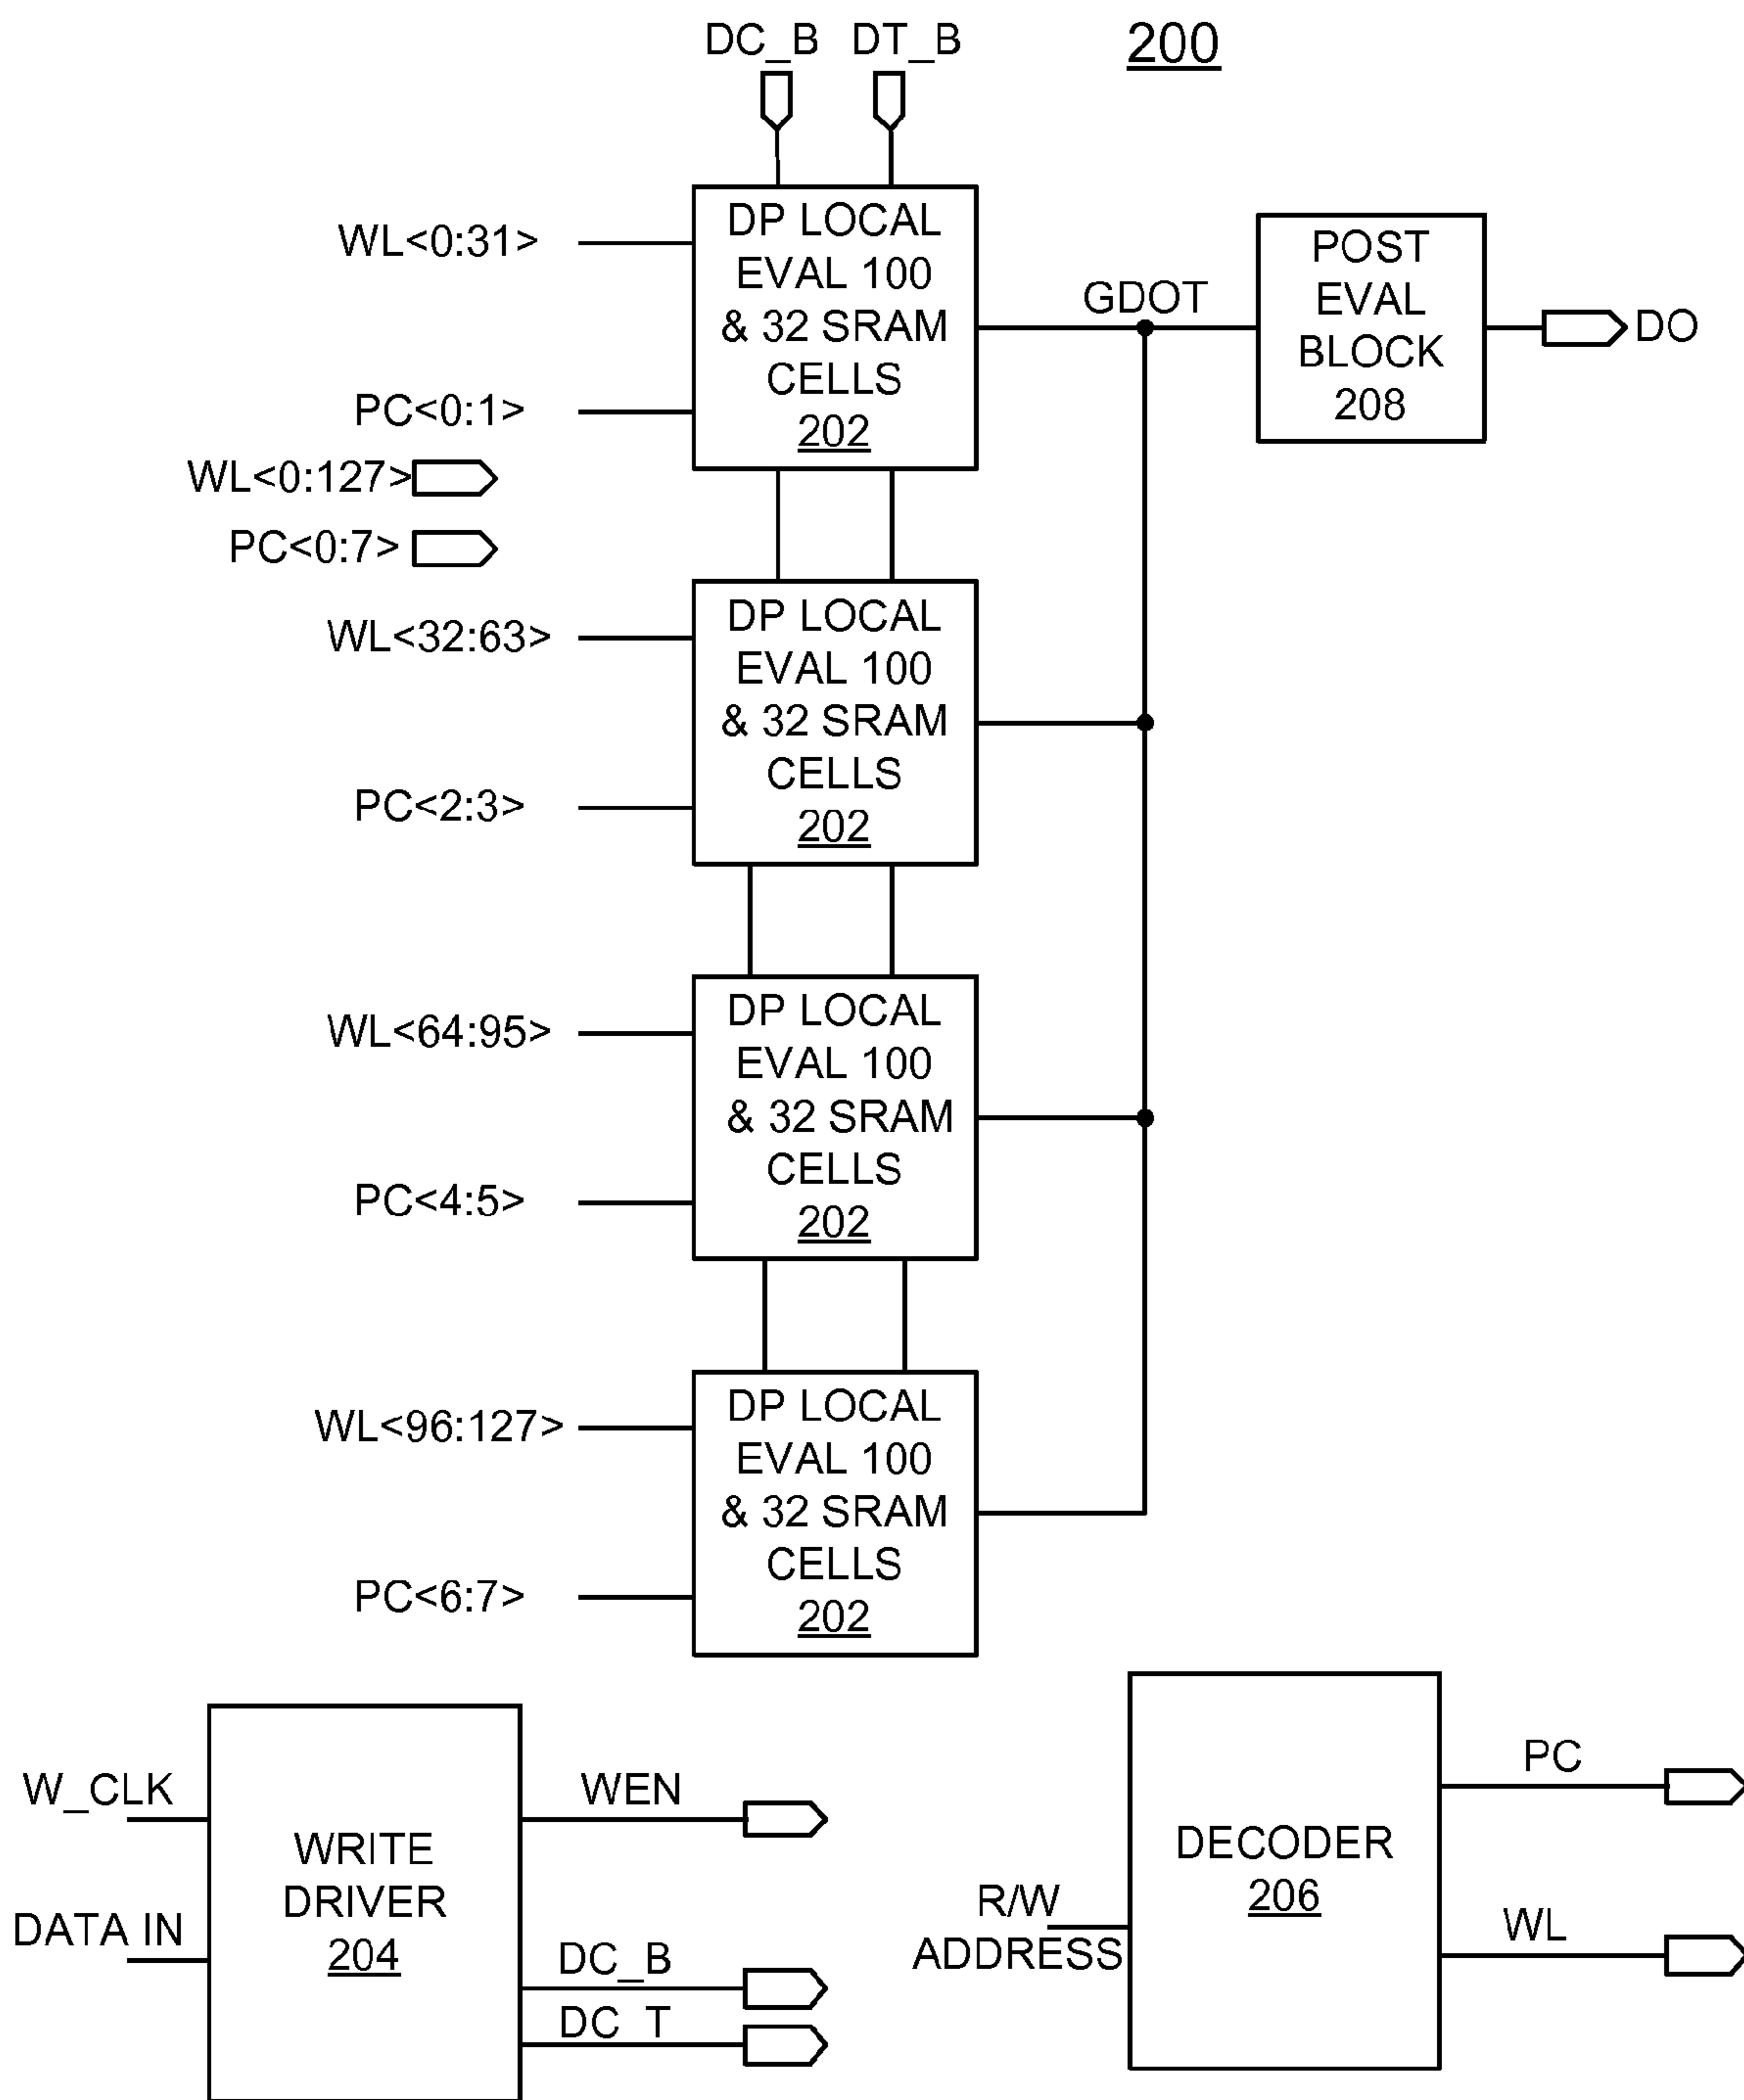 DC_B DT_B 200
WL<0:31>
DP LOCAL
EVAL 100
& 32 SRAM
CELLS
202
PC<0:1>
GDOT
POST
EVAL
BLOCK
208
DO
WL<0:127>
PC<0:7>
WL<32:63>
DP LOCAL
EVAL 100
& 32 SRAM
CELLS
202
PC<2:3>
WL<64:95>
DP LOCAL
EVAL 100
& 32 SRAM
CELLS
202
PC<4:5>
WL<96:127>
DP LOCAL
EVAL 100
& 32 SRAM
CELLS
202
PC<6:7>
W_CLK
DATA IN
WRITE
DRIVER
204
WEN
DC_B
DC_T
R/W
ADDRESS
DECODER
206
PC
WL